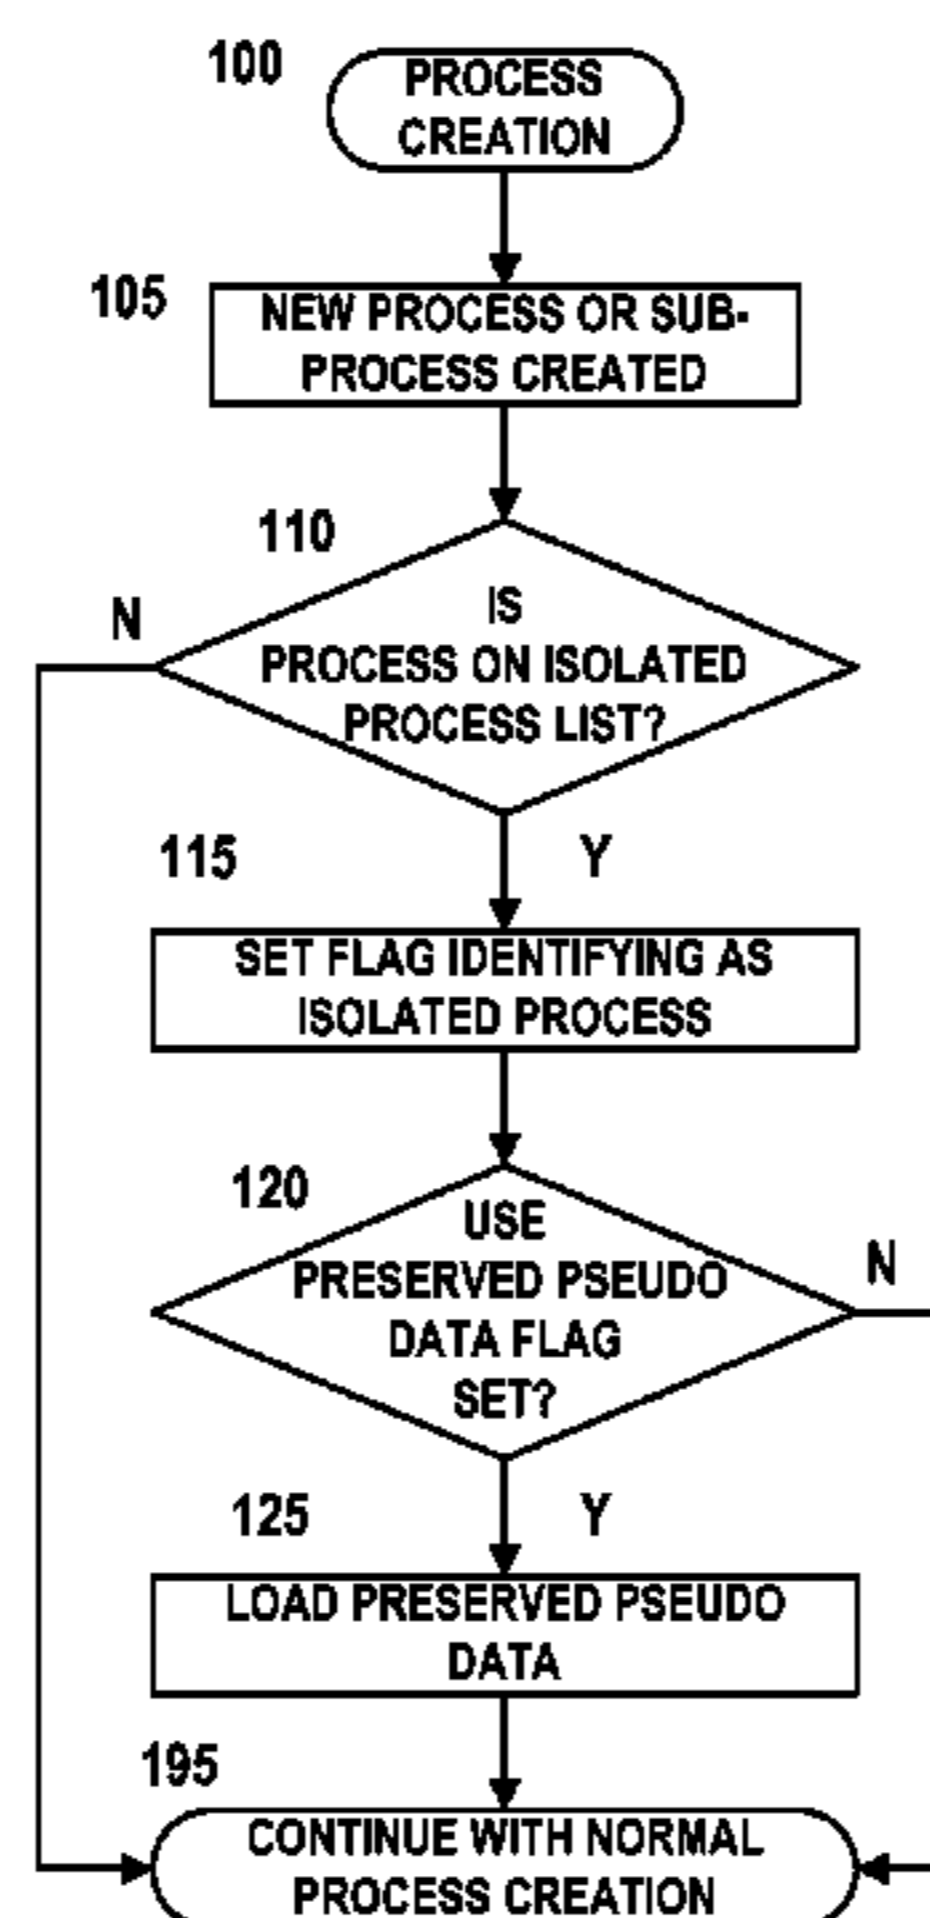 100
PROCESS
CREATION
105
NEW PROCESS OR SUB-
PROCESS CREATED
110
N
IS
PROCESS ON ISOLATED
PROCESS LIST?
115
Y
SET FLAG IDENTIFYING AS
ISOLATED PROCESS
120
USE
PRESERVED PSEUDO
DATA FLAG
SET?
N
125
Y
LOAD PRESERVED PSEUDO
DATA
195
CONTINUE WITH NORMAL
PROCESS CREATION